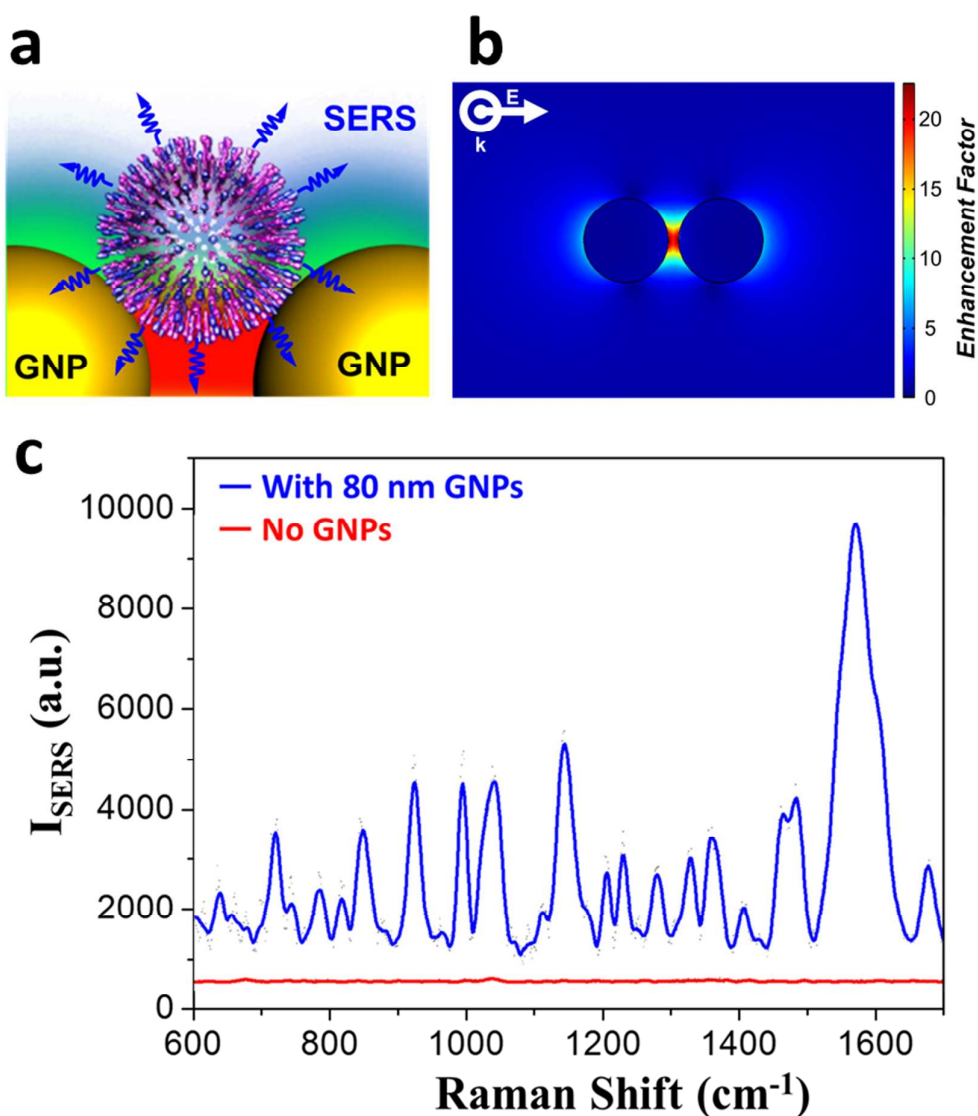 a
b
SERS
GNP
GNP
E
k
20
15
10
5
0
Enhancement Factor
c
With 80 nm GNPs
No GNPs
10000
8000
6000
4000
2000
0
I_SERS (a.u.)
600 800 1000 1200 1400 1600
Raman Shift (cm⁻¹)